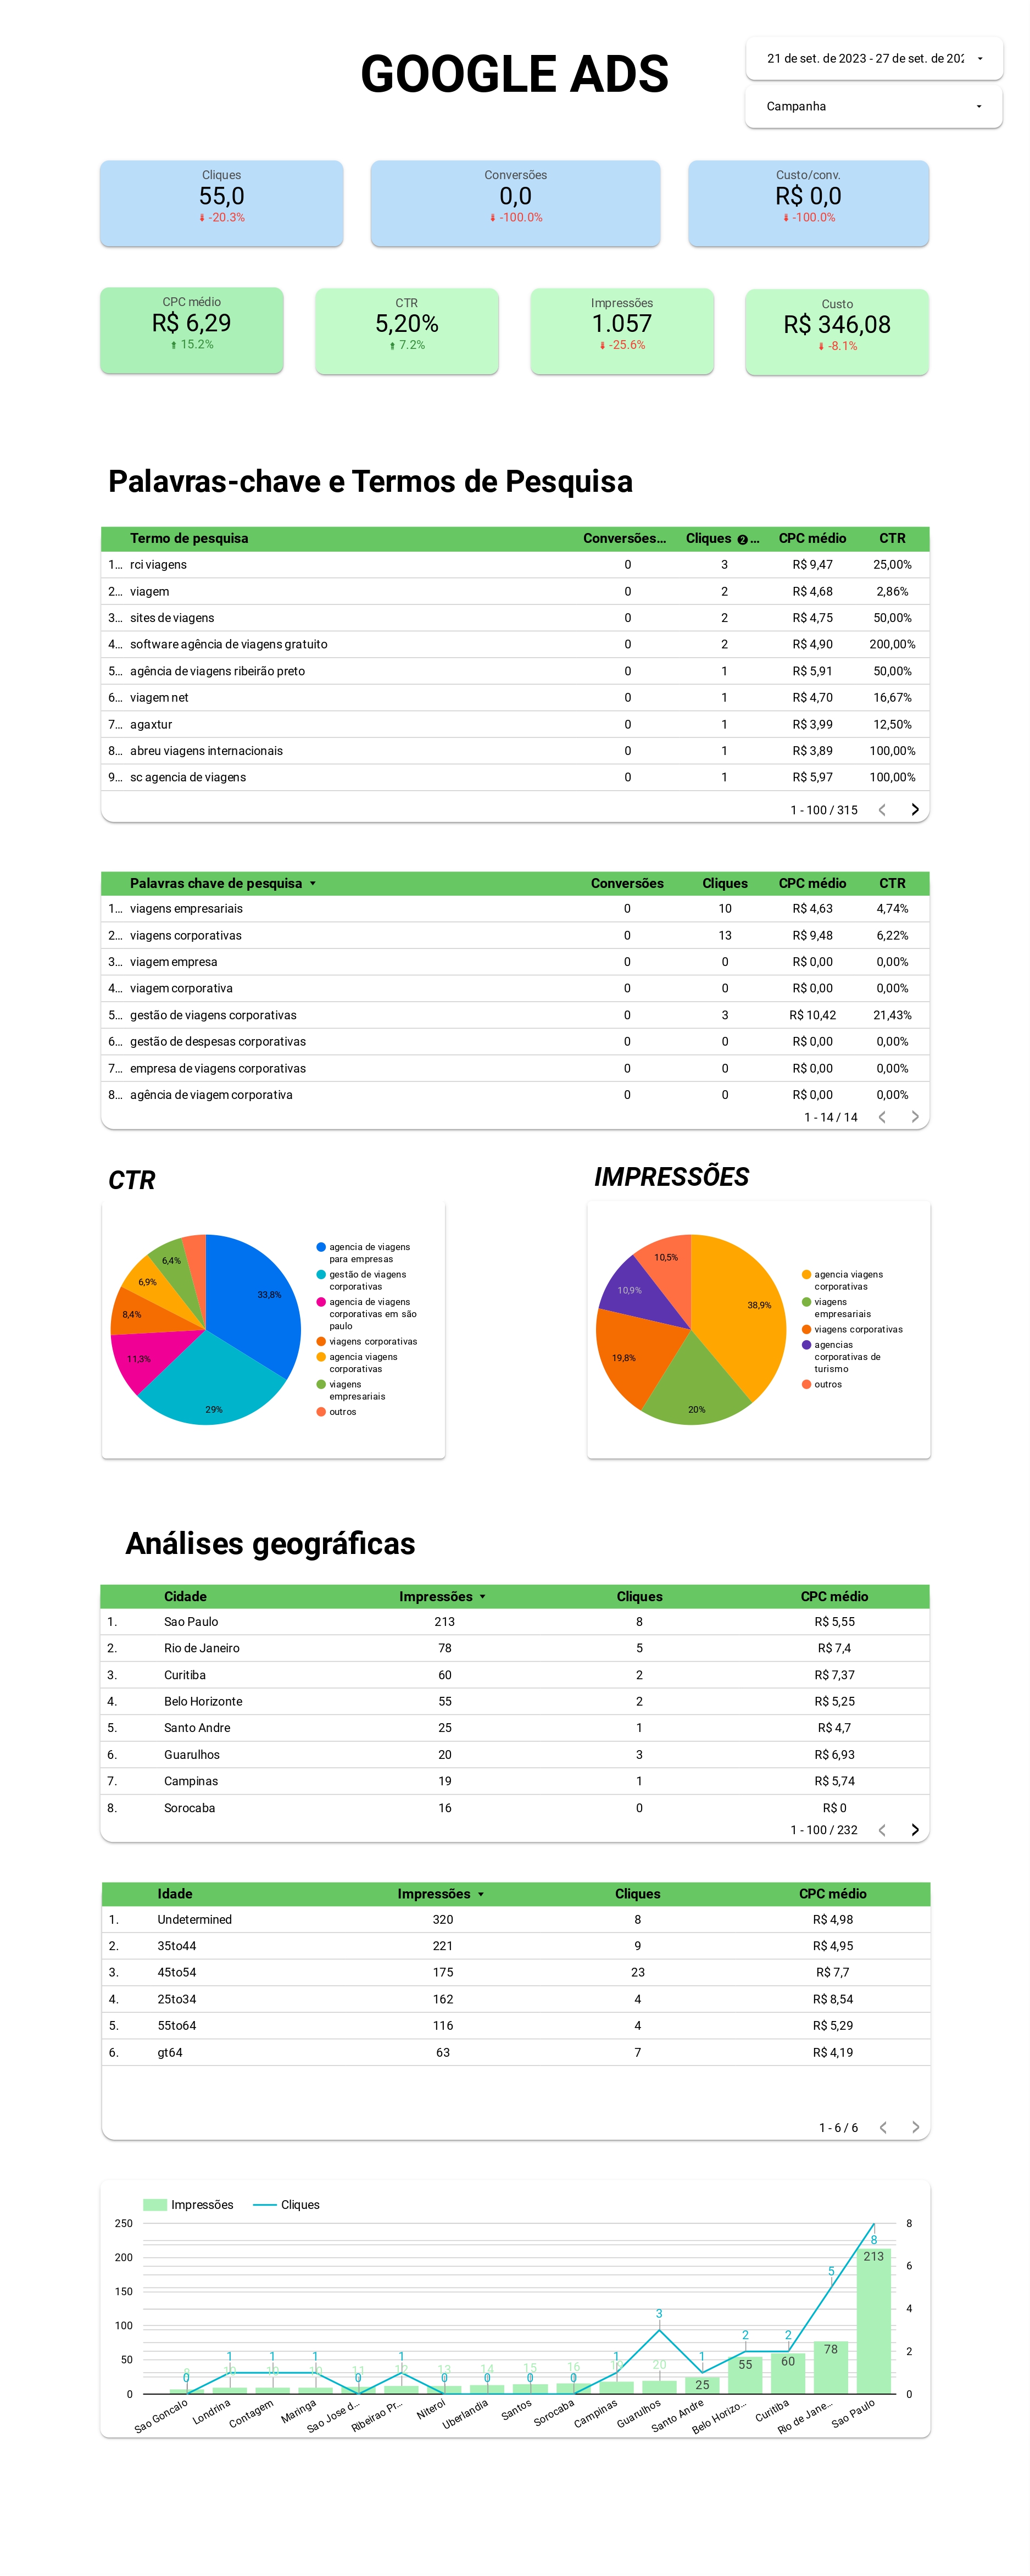 GOOGLE ADS
21 de set. de 2023 - 27 de set. de 202
Campanha
Cliques
55,0
-20.3%
Conversões
0,0
-100.0%
Custo/conv.
R$ 0,0
-100.0%
CPC médio
R$ 6,29
15.2%
CTR
5,20%
7.2%
Impressões
1.057
-25.6%
Custo
R$ 346,08
-8.1%
Palavras-chave e Termos de Pesquisa
Termo de pesquisa Conversões... Cliques 2 ... CPC médio CTR
1... rci viagens 0 3 R$ 9,47 25,00%
2... viagem 0 2 R$ 4,68 2,86%
3... sites de viagens 0 2 R$ 4,75 50,00%
4... software agência de viagens gratuito 0 2 R$ 4,90 200,00%
5... agência de viagens ribeirão preto 0 1 R$ 5,91 50,00%
6... viagem net 0 1 R$ 4,70 16,67%
7... agaxtur 0 1 R$ 3,99 12,50%
8... abreu viagens internacionais 0 1 R$ 3,89 100,00%
9... sc agencia de viagens 0 1 R$ 5,97 100,00%
1 - 100 / 315
Palavras chave de pesquisa Conversões Cliques CPC médio CTR
1... viagens empresariais 0 10 R$ 4,63 4,74%
2... viagens corporativas 0 13 R$ 9,48 6,22%
3... viagem empresa 0 0 R$ 0,00 0,00%
4... viagem corporativa 0 0 R$ 0,00 0,00%
5... gestão de viagens corporativas 0 3 R$ 10,42 21,43%
6... gestão de despesas corporativas 0 0 R$ 0,00 0,00%
7... empresa de viagens corporativas 0 0 R$ 0,00 0,00%
8... agência de viagem corporativa 0 0 R$ 0,00 0,00%
1 - 14 / 14
CTR
33,8%
29%
11,3%
8,4%
6,9%
6,4%
agencia de viagens
para empresas
gestão de viagens
corporativas
agencia de viagens
corporativas em são
paulo
viagens corporativas
agencia viagens
corporativas
viagens
empresariais
outros
IMPRESSÕES
38,9%
20%
19,8%
10,9%
10,5%
agencia viagens
corporativas
viagens
empresariais
viagens corporativas
agencias
corporativas de
turismo
outros
Análises geográficas
Cidade Impressões Cliques CPC médio
1. Sao Paulo 213 8 R$ 5,55
2. Rio de Janeiro 78 5 R$ 7,4
3. Curitiba 60 2 R$ 7,37
4. Belo Horizonte 55 2 R$ 5,25
5. Santo Andre 25 1 R$ 4,7
6. Guarulhos 20 3 R$ 6,93
7. Campinas 19 1 R$ 5,74
8. Sorocaba 16 0 R$ 0
1 - 100 / 232
Idade Impressões Cliques CPC médio
1. Undetermined 320 8 R$ 4,98
2. 35to44 221 9 R$ 4,95
3. 45to54 175 23 R$ 7,7
4. 25to34 162 4 R$ 8,54
5. 55to64 116 4 R$ 5,29
6. gt64 63 7 R$ 4,19
1 - 6 / 6
Impressões Cliques
250 200 150 100 50 0
8 6 4 2 0
0 1 1 1 0 1 0 0 0 0 1 3 1 2 2 5 8
13 14 15 16 20 25 55 60 78 213
Sao Goncalo Londrina Contagem Maringa Sao Jose d... Ribeirao Pr... Niteroi Uberlandia Santos Sorocaba Campinas Guarulhos Santo Andre Belo Horizo... Curitiba Rio de Jane... Sao Paulo